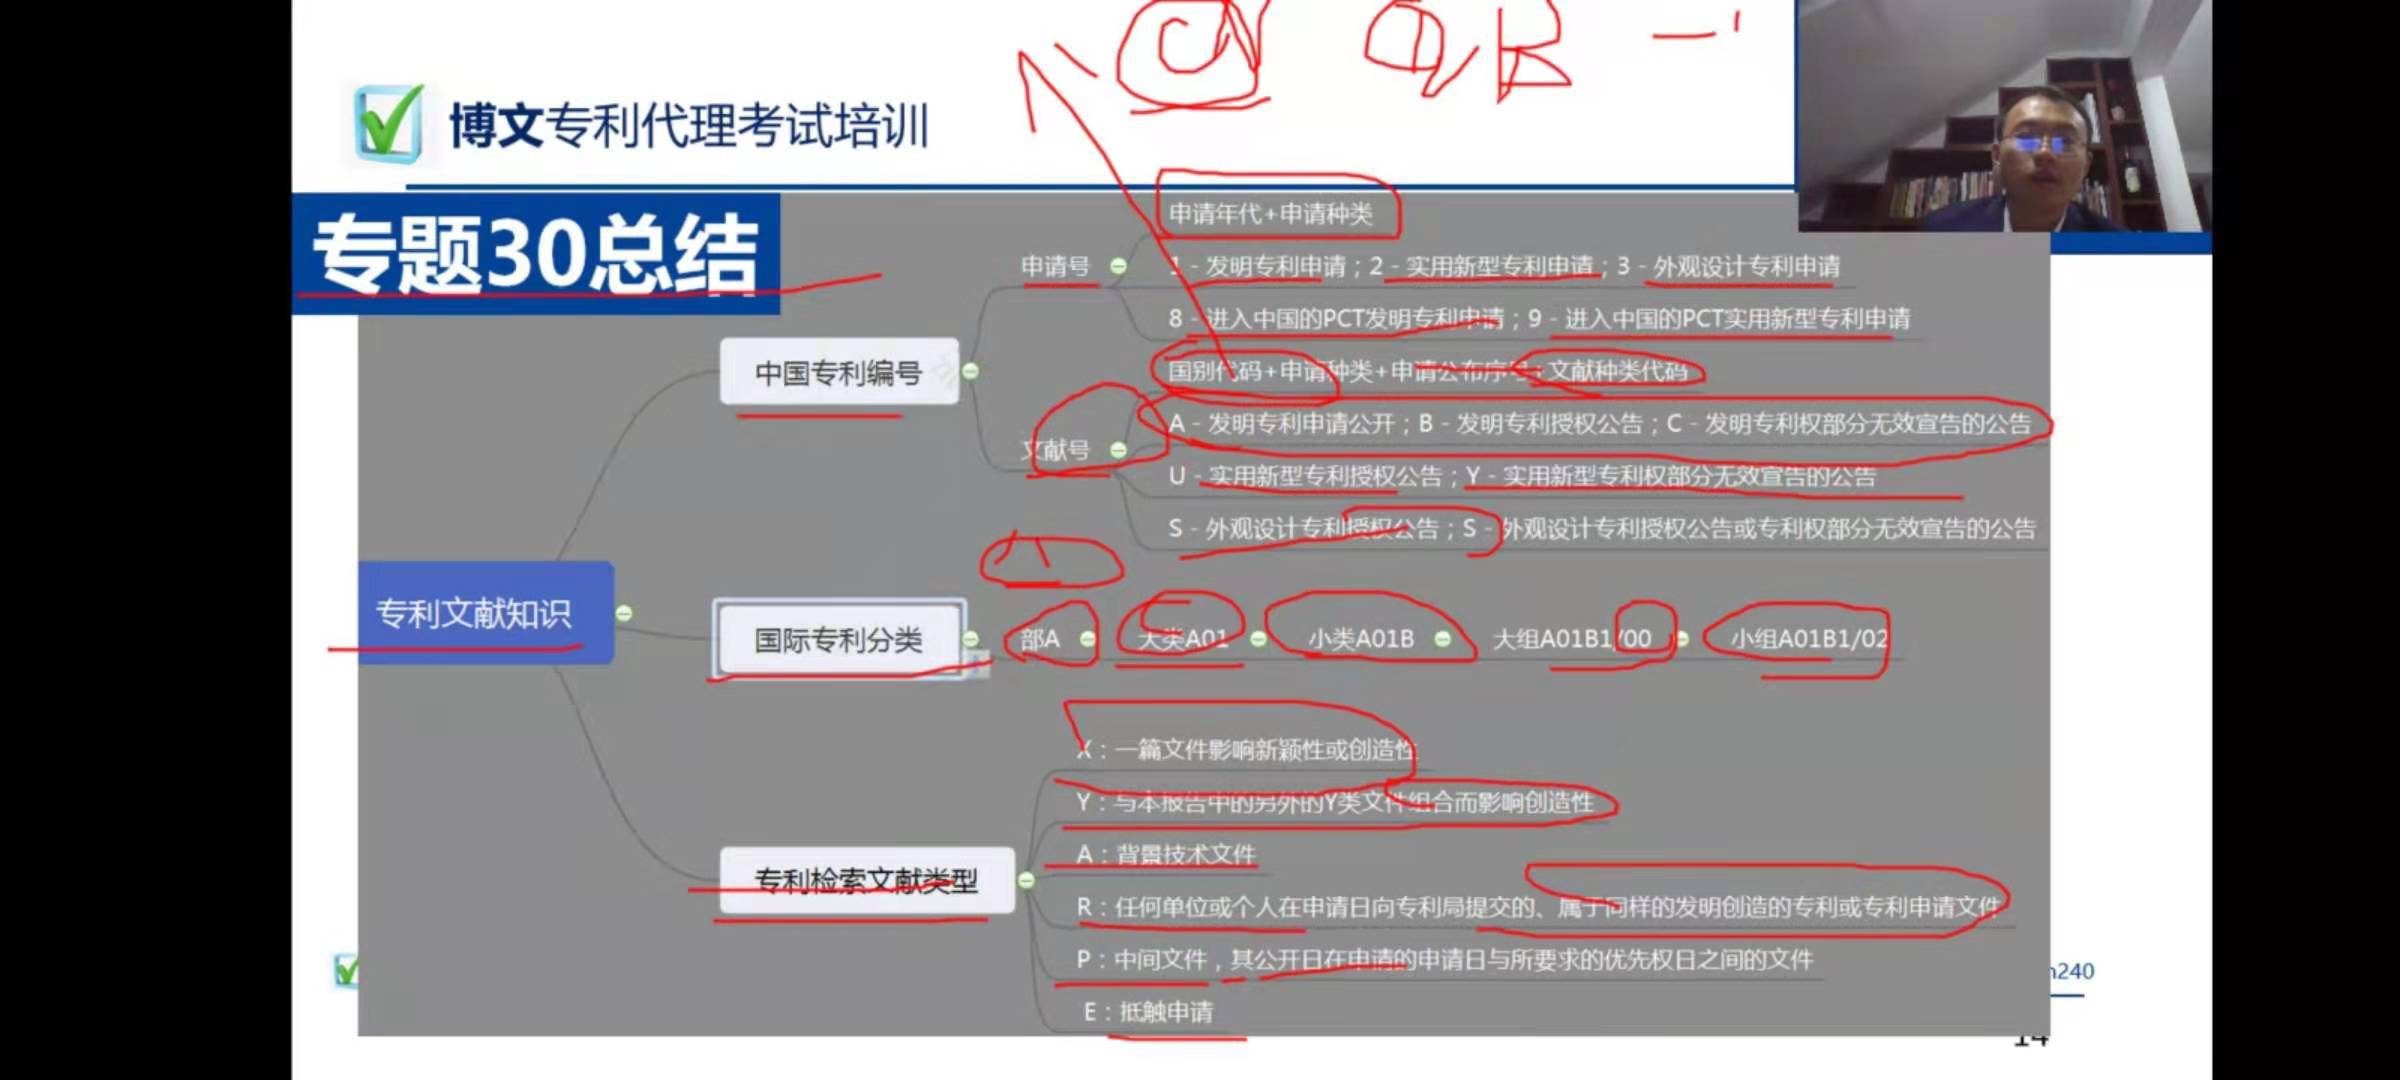 CN 1，B
博文专利代理考试培训
专题30总结
专利文献知识
中国专利编号
申请号
申请年代+申请种类
1 - 发明专利申请；2 - 实用新型专利申请；3 - 外观设计专利申请
8 - 进入中国的PCT发明专利申请；9 - 进入中国的PCT实用新型专利申请
文献号
国别代码+申请种类+申请公布序号+文献种类代码
A - 发明专利申请公开；B - 发明专利授权公告；C - 发明专利权部分无效宣告的公告
U - 实用新型专利授权公告；Y - 实用新型专利权部分无效宣告的公告
S - 外观设计专利授权公告；S - 外观设计专利授权公告或专利权部分无效宣告的公告
国际专利分类
部A 大类A01 小类A01B 大组A01B1/00 小组A01B1/02
八
专利检索文献类型
X：一篇文件影响新颖性或创造性
Y：与本报告中的另外的Y类文件组合而影响创造性
A：背景技术文件
R：任何单位或个人在申请日向专利局提交的、属于同样的发明创造的专利或专利申请文件
P：中间文件，其公开日在申请的申请日与所要求的优先权日之间的文件
E：抵触申请
n240
14